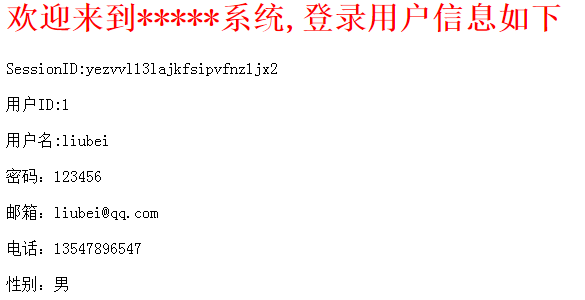 欢迎来到*****系统,登录用户信息如下
SessionID:yezvvl13lajkfsipvfnzljx2
用户ID:1
用户名:liubei
密码：123456
邮箱：liubei@qq.com
电话：13547896547
性别：男